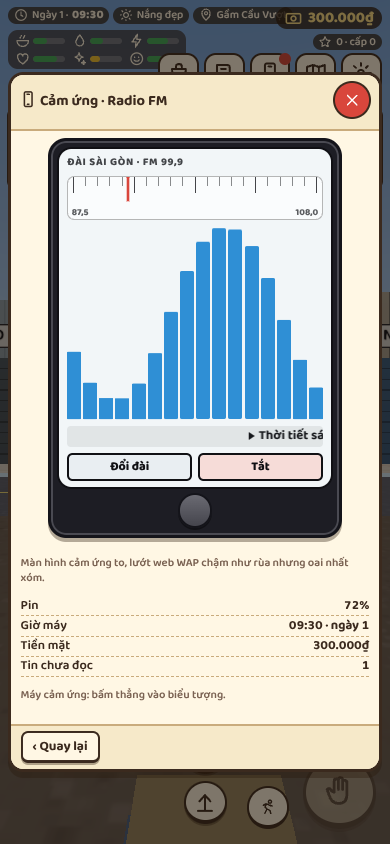 Ngày 1 · 09:30
Nắng đẹp
Gầm Cầu Vư
300.000₫
0 · cấp 0
Cảm ứng · Radio FM
ĐÀI SÀI GÒN · FM 99,9
87,5
108,0
Thời tiết sá
Đổi đài
Tắt
Màn hình cảm ứng to, lướt web WAP chậm như rùa nhưng oai nhất
xóm.
Pin 72%
Giờ máy 09:30 · ngày 1
Tiền mặt 300.000₫
Tin chưa đọc 1
Máy cảm ứng: bấm thẳng vào biểu tượng.
‹ Quay lại